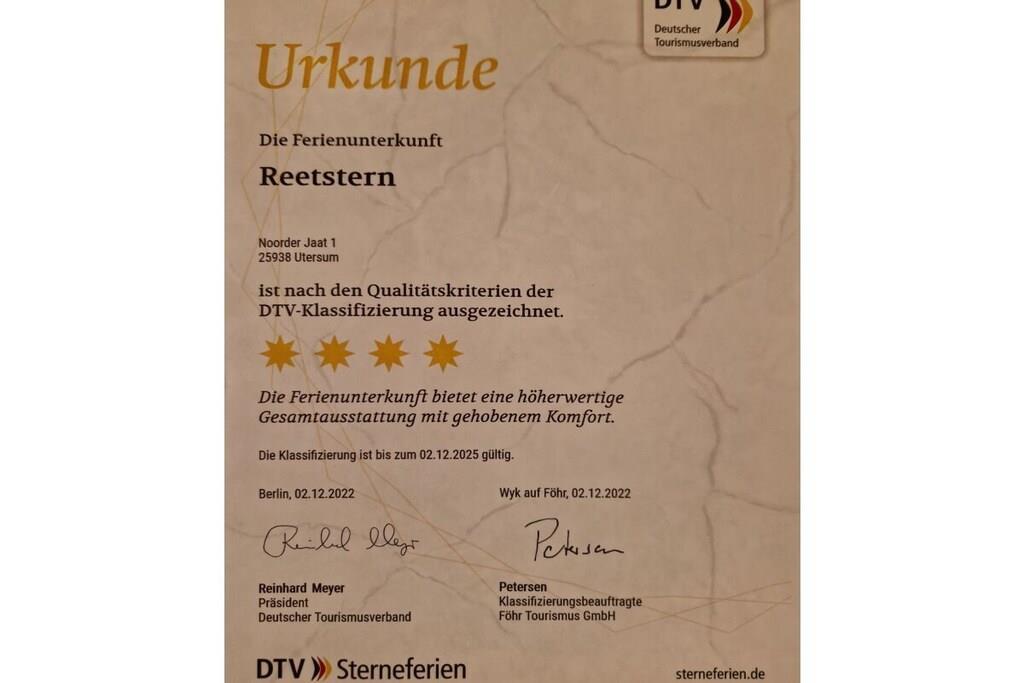 DTV
Deutscher
Tourismusverband
Urkunde
Die Ferienunterkunft
Reetstern
Noorder Jaat 1
25938 Utersum
ist nach den Qualitätskriterien der
DTV-Klassifizierung ausgezeichnet.
Die Ferienunterkunft bietet eine höherwertige
Gesamtausstattung mit gehobenem Komfort.
Die Klassifizierung ist bis zum 02.12.2025 gültig.
Berlin, 02.12.2022
Wyk auf Föhr, 02.12.2022
Reinhard Meyer
Petersen
Reinhard Meyer
Präsident
Deutscher Tourismusverband
Petersen
Klassifizierungsbeauftragte
Föhr Tourismus GmbH
DTV Sterneferien
sterneferien.de